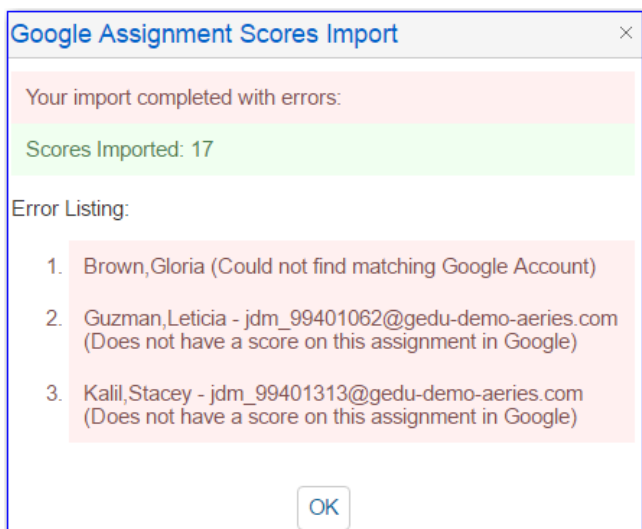 Google Assignment Scores Import
Your import completed with errors:
Scores Imported: 17
Error Listing:
1. Brown,Gloria (Could not find matching Google Account)
2. Guzman,Leticia - jdm_99401062@gedu-demo-aeries.com
(Does not have a score on this assignment in Google)
3. Kalil,Stacey - jdm_99401313@gedu-demo-aeries.com
(Does not have a score on this assignment in Google)
OK